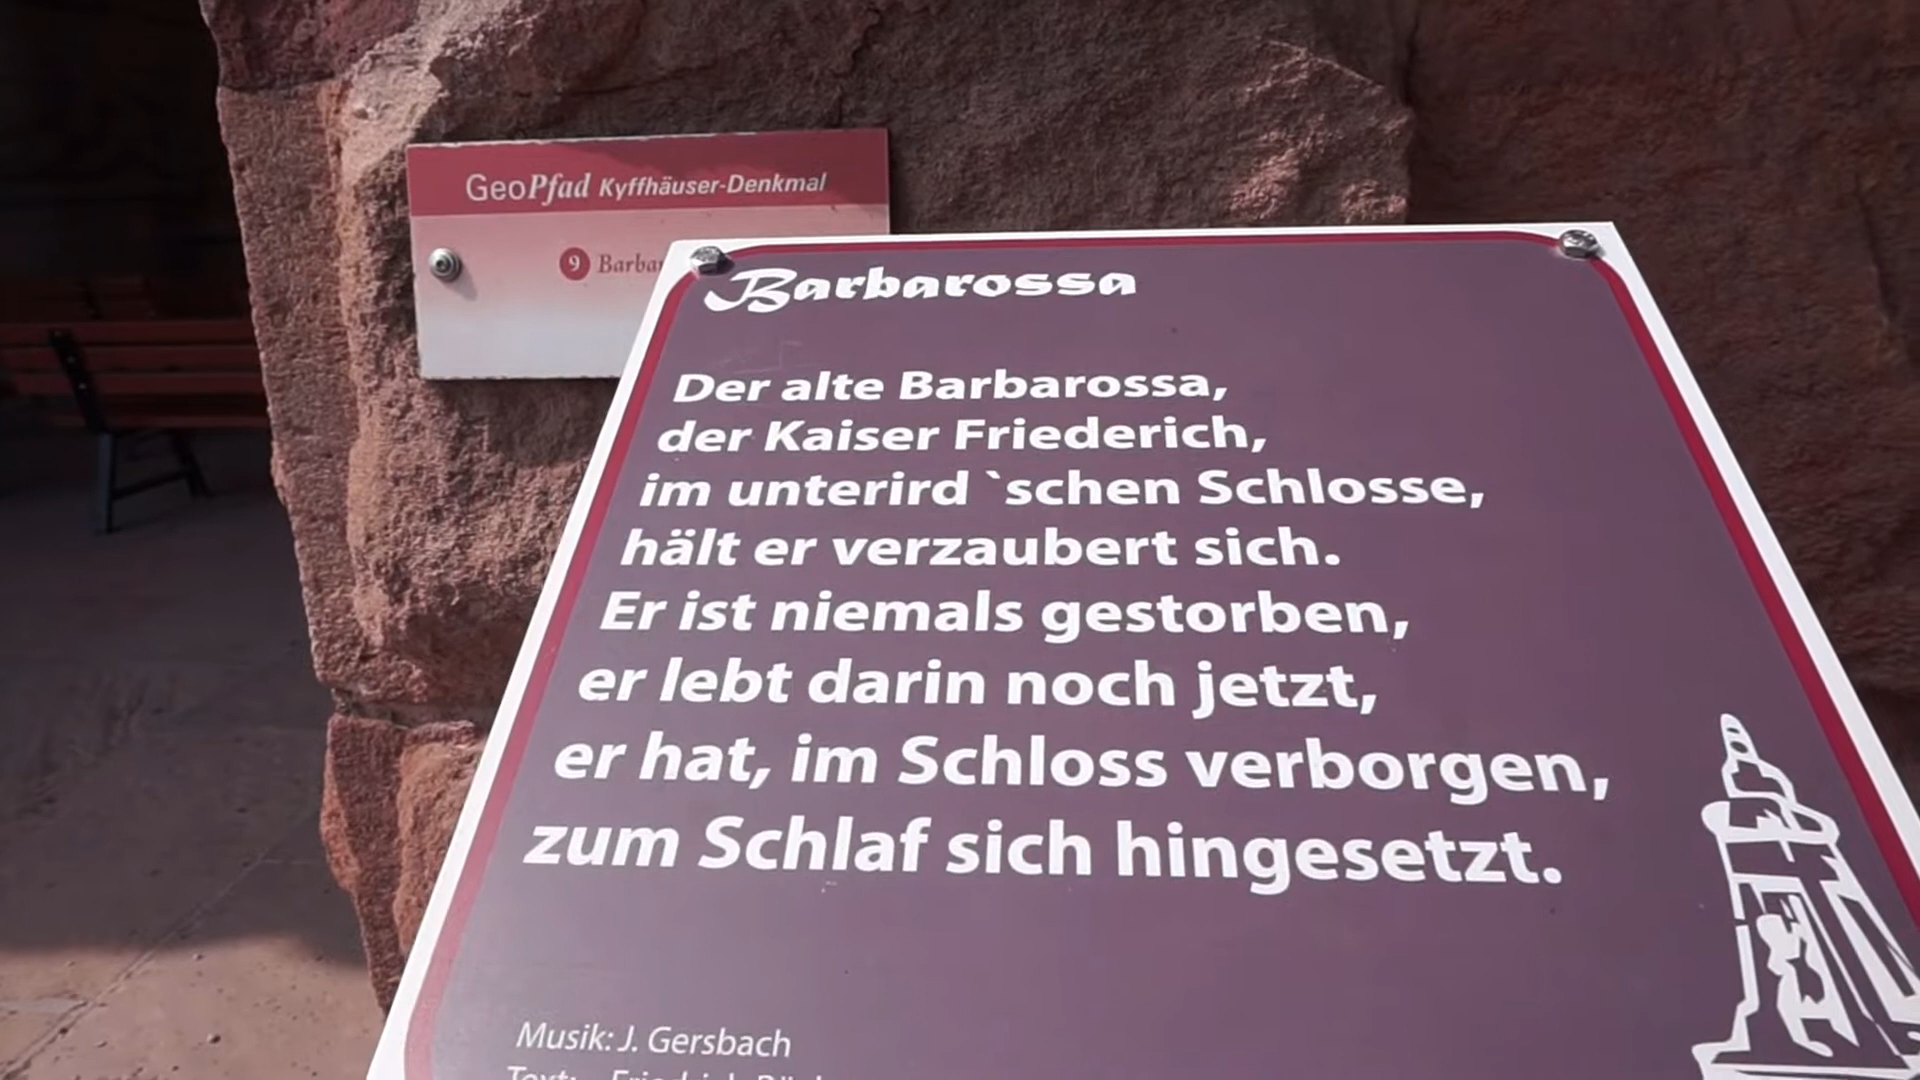 GeoPfad Kyffhäuser-Denkmal
9
Barbarossa
Der alte Barbarossa,
der Kaiser Friederich,
im unterird `schen Schlosse,
hält er verzaubert sich.
Er ist niemals gestorben,
er lebt darin noch jetzt,
er hat, im Schloss verborgen,
zum Schlaf sich hingesetzt.
Musik: J. Gersbach
Text: Friedrich